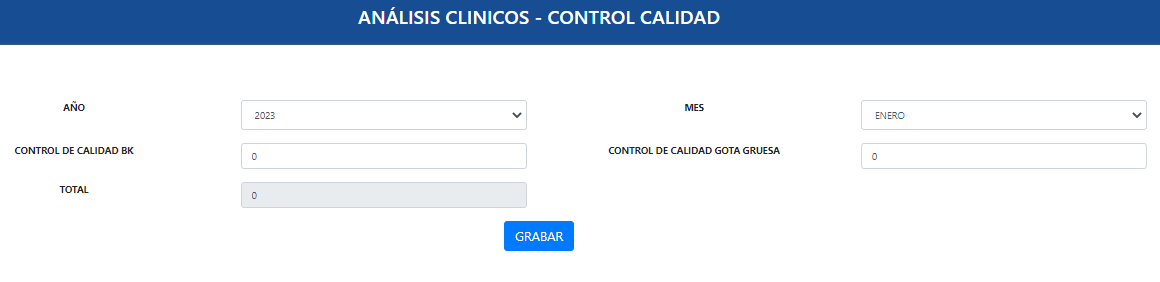 ANÁLISIS CLINICOS - CONTROL CALIDAD
AÑO 2023 MES ENERO
CONTROL DE CALIDAD BK 0 CONTROL DE CALIDAD GOTA GRUESA 0
TOTAL 0
GRABAR